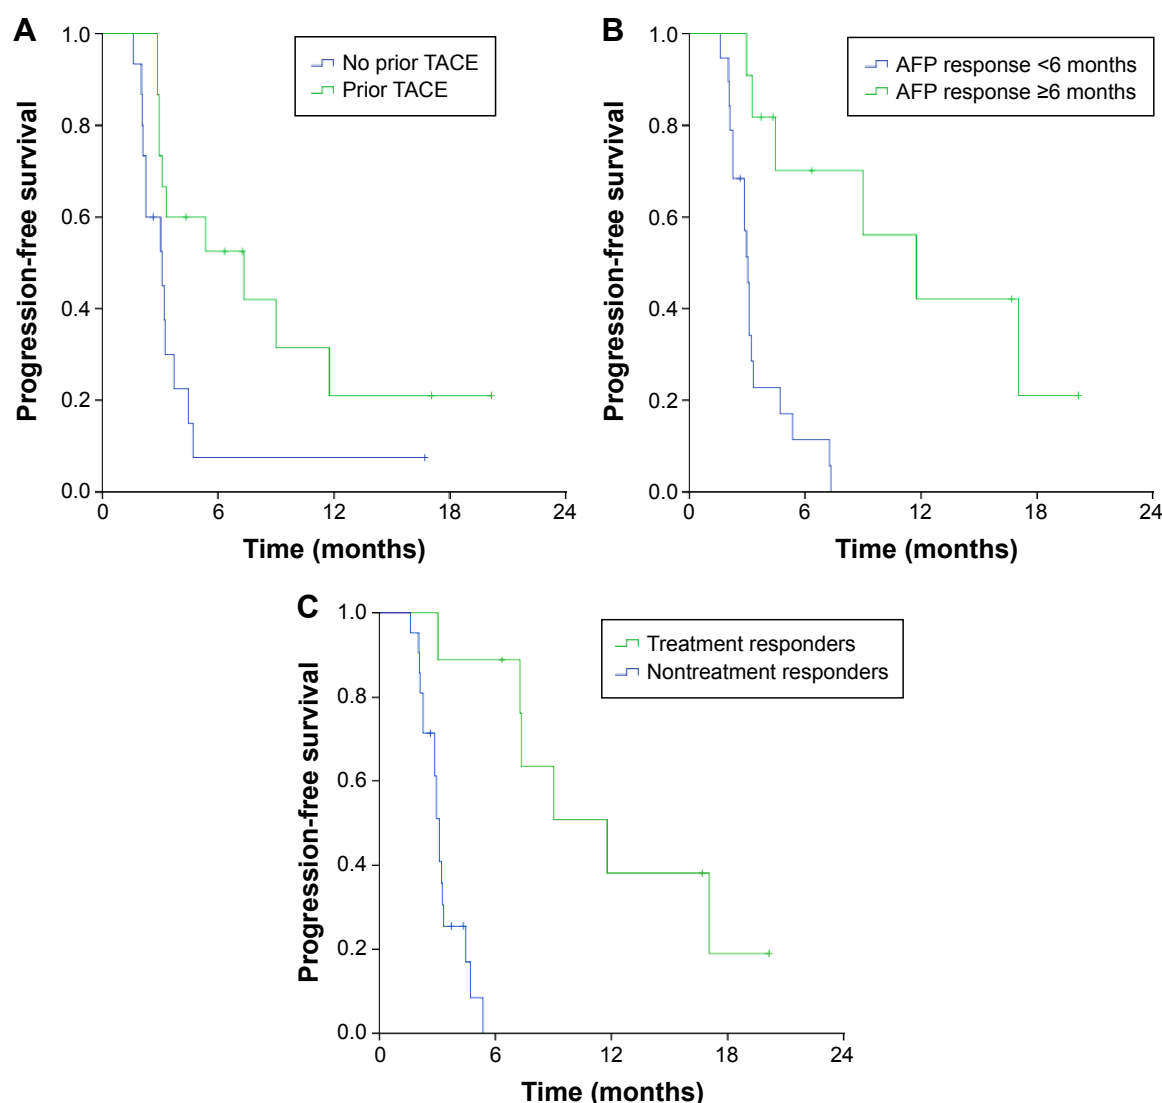 A
1.0
0.8
0.6
0.4
0.2
0.0
0
6
12
18
24
Progression-free survival
Time (months)
No prior TACE
Prior TACE
B
1.0
0.8
0.6
0.4
0.2
0.0
0
6
12
18
24
Progression-free survival
Time (months)
AFP response <6 months
AFP response ≥6 months
C
1.0
0.8
0.6
0.4
0.2
0.0
0
6
12
18
24
Progression-free survival
Time (months)
Treatment responders
Nontreatment responders